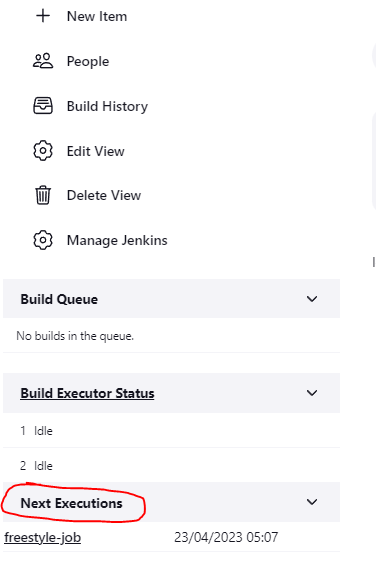 New Item
People
Build History
Edit View
Delete View
Manage Jenkins
Build Queue
No builds in the queue.
Build Executor Status
1 Idle
2 Idle
Next Executions
freestyle-job 23/04/2023 05:07